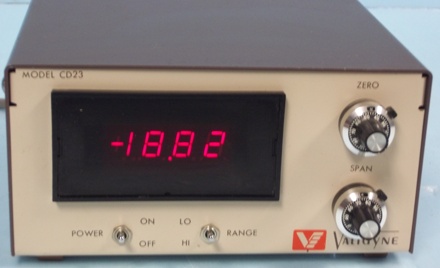 MODEL CD23
ZERO
-18.82
SPAN
ON LO
POWER RANGE
OFF HI
VALIDYNE